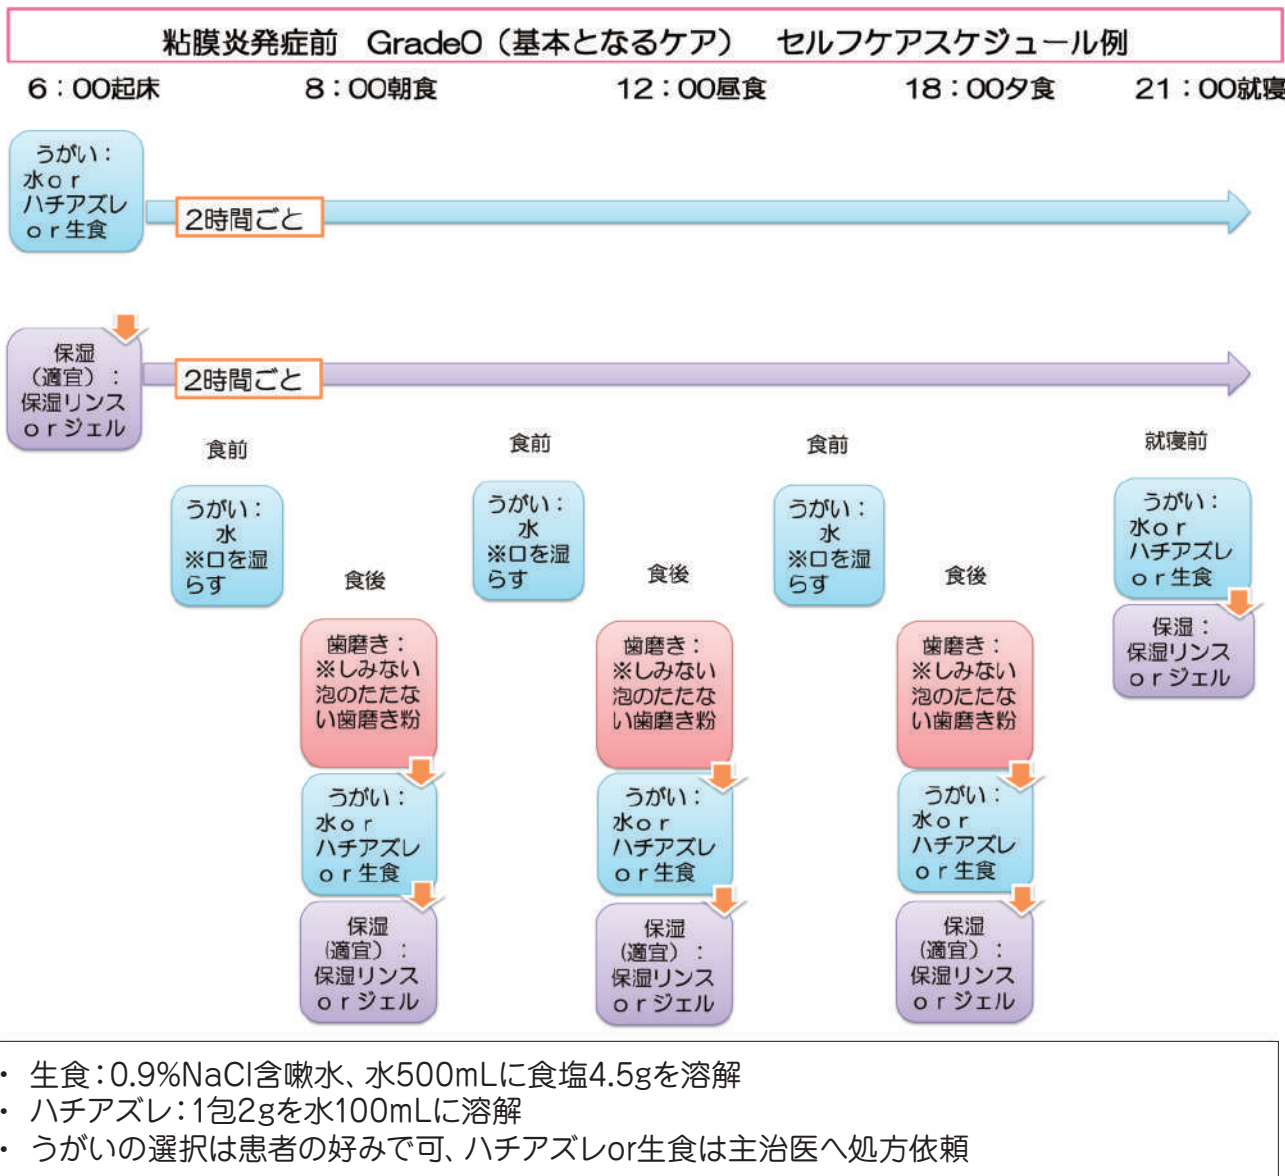 粘膜炎発症前　Grade0（基本となるケア）　セルフケアスケジュール例
6：00起床　8：00朝食　12：00昼食　18：00夕食　21：00就寝
うがい：
水or
ハチアズレ
or生食
2時間ごと
保湿
（適宜）：
保湿リンス
orジェル
2時間ごと
食前
うがい：
水
※口を湿
らす
食後
歯磨き：
※しみない
泡のたたな
い歯磨き粉
うがい：
水or
ハチアズレ
or生食
保湿
（適宜）：
保湿リンス
orジェル
食前
うがい：
水
※口を湿
らす
食後
歯磨き：
※しみない
泡のたたな
い歯磨き粉
うがい：
水or
ハチアズレ
or生食
保湿
（適宜）：
保湿リンス
orジェル
食前
うがい：
水
※口を湿
らす
食後
歯磨き：
※しみない
泡のたたな
い歯磨き粉
うがい：
水or
ハチアズレ
or生食
保湿
（適宜）：
保湿リンス
orジェル
就寝前
うがい：
水or
ハチアズレ
or生食
保湿：
保湿リンス
orジェル
・ 生食：0.9%NaCl含嗽水、水500mLに食塩4.5gを溶解
・ ハチアズレ：1包2gを水100mLに溶解
・ うがいの選択は患者の好みで可、ハチアズレor生食は主治医へ処方依頼